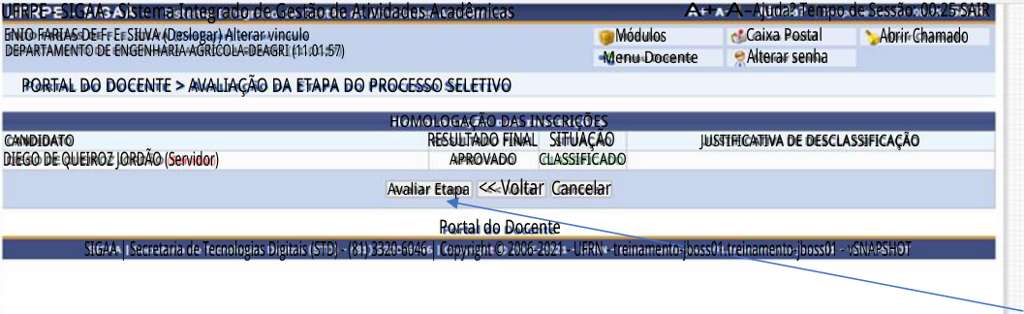 UFRPE - SIGAA - Sistema Integrado de Gestão de Atividades Acadêmicas
A+ A- Ajuda? Tempo de Sessão: 00:25 SAIR
ENIO FARIAS DE F E SILVA (Deslogar) Alterar vínculo
DEPARTAMENTO DE ENGENHARIA AGRÍCOLA-DEAGRI (11.01.57)
Módulos Caixa Postal Abrir Chamado
Menu Docente Alterar senha
PORTAL DO DOCENTE > AVALIAÇÃO DA ETAPA DO PROCESSO SELETIVO
HOMOLOGAÇÃO DAS INSCRIÇÕES
CANDIDATO RESULTADO FINAL SITUAÇÃO JUSTIFICATIVA DE DESCLASSIFICAÇÃO
DIEGO DE QUEIROZ JORDÃO (Servidor) APROVADO CLASSIFICADO
Avaliar Etapa << Voltar Cancelar
Portal do Docente
SIGAA | Secretaria de Tecnologias Digitais (STD) - (81) 3320-6046 | Copyright © 2006-2021 - UFRN - treinamento-jboss01.treinamento-jboss01 - vSNAPSHOT